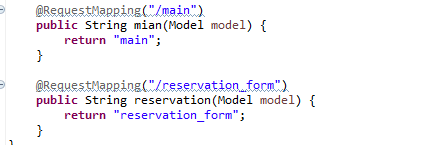 @RequestMapping("/main")
public String mian(Model model) {
return "main";
}
@RequestMapping("/reservation_form")
public String reservation(Model model) {
return "reservation_form";
}
}